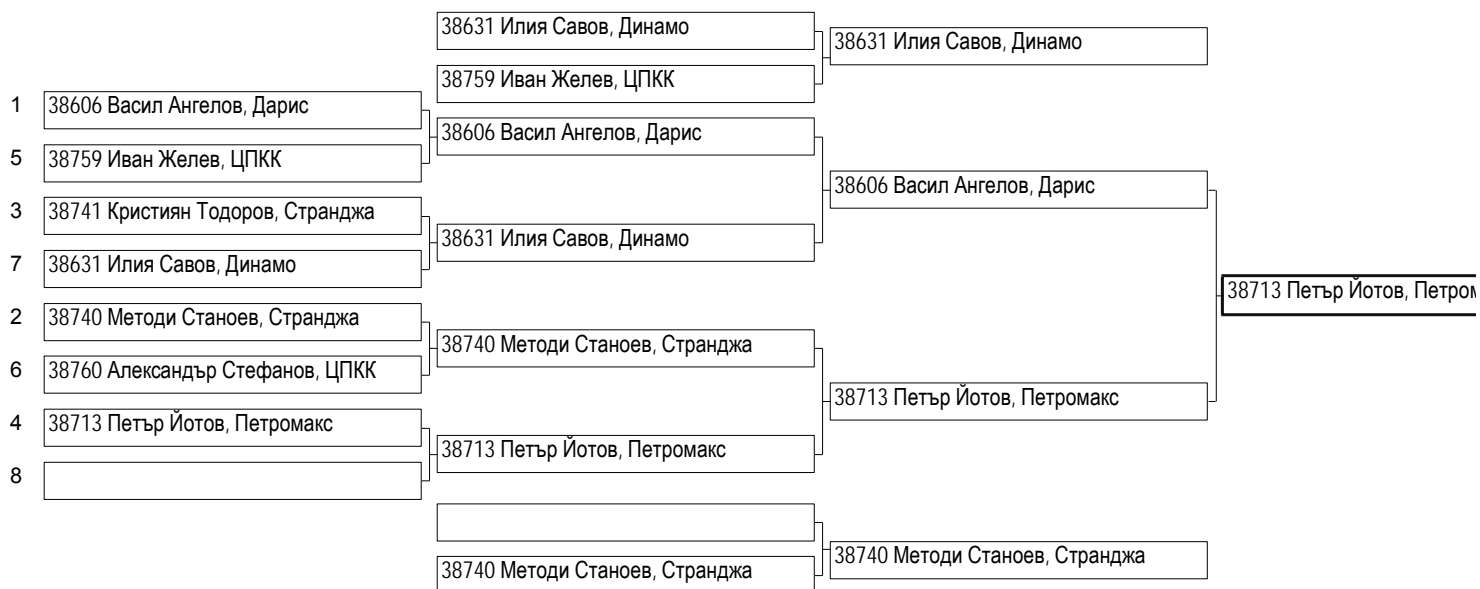 38631 Илия Савов, Динамо
38631 Илия Савов, Динамо
38759 Иван Желев, ЦПКК
1 38606 Васил Ангелов, Дарис
38606 Васил Ангелов, Дарис
5 38759 Иван Желев, ЦПКК
38606 Васил Ангелов, Дарис
3 38741 Кристиян Тодоров, Странджа
38631 Илия Савов, Динамо
7 38631 Илия Савов, Динамо
38713 Петър Йотов, Петром
2 38740 Методи Станоев, Странджа
38740 Методи Станоев, Странджа
6 38760 Александър Стефанов, ЦПКК
38713 Петър Йотов, Петромакс
4 38713 Петър Йотов, Петромакс
38713 Петър Йотов, Петромакс
8
38740 Методи Станоев, Странджа
38740 Методи Станоев, Странджа